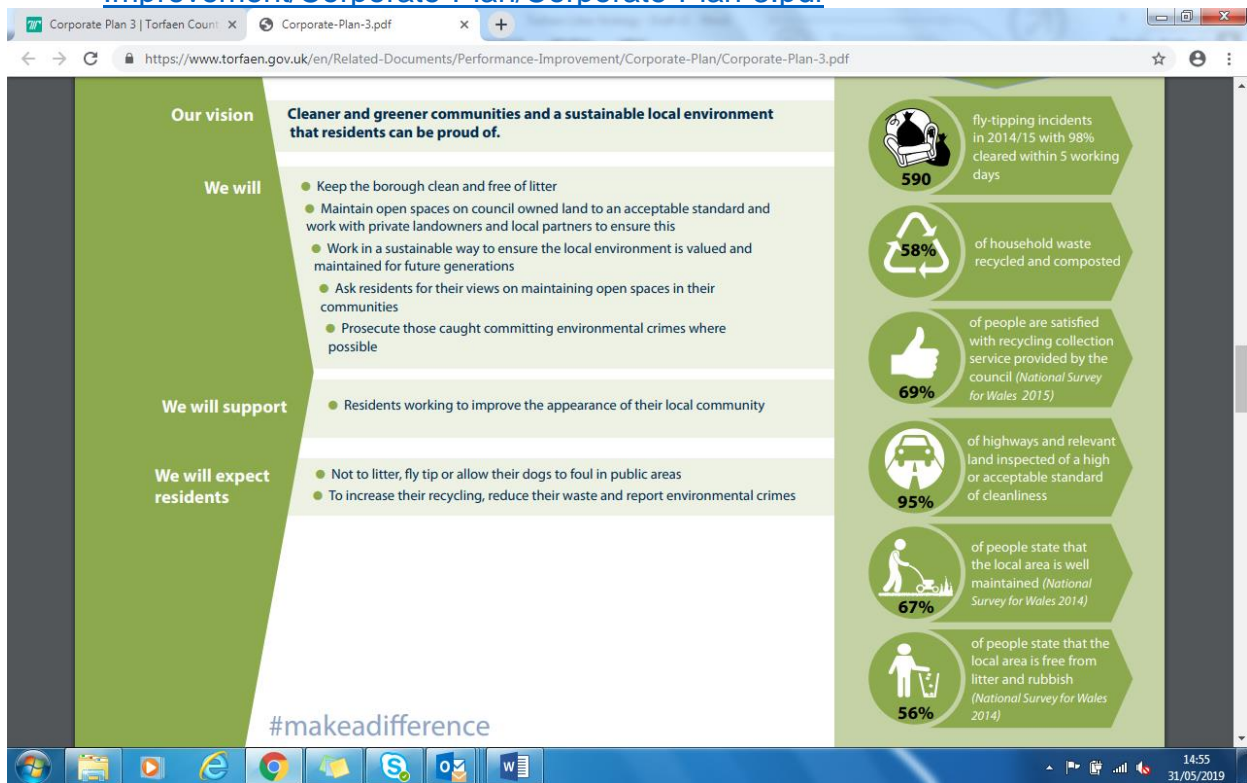 Improvement/Corporate-Plan/Corporate-Plan-3.pdf
Corporate Plan 3 | Torfaen Count
Corporate-Plan-3.pdf
https://www.torfaen.gov.uk/en/Related-Documents/Performance-Improvement/Corporate-Plan/Corporate-Plan-3.pdf
Our vision
Cleaner and greener communities and a sustainable local environment
that residents can be proud of.
We will
● Keep the borough clean and free of litter
● Maintain open spaces on council owned land to an acceptable standard and
work with private landowners and local partners to ensure this
● Work in a sustainable way to ensure the local environment is valued and
maintained for future generations
● Ask residents for their views on maintaining open spaces in their
communities
● Prosecute those caught committing environmental crimes where
possible
We will support
● Residents working to improve the appearance of their local community
We will expect
residents
● Not to litter, fly tip or allow their dogs to foul in public areas
● To increase their recycling, reduce their waste and report environmental crimes
#makeadifference
590
fly-tipping incidents
in 2014/15 with 98%
cleared within 5 working
days
58%
of household waste
recycled and composted
69%
of people are satisfied
with recycling collection
service provided by the
council (National Survey
for Wales 2015)
95%
of highways and relevant
land inspected of a high
or acceptable standard
of cleanliness
67%
of people state that
the local area is well
maintained (National
Survey for Wales 2014)
56%
of people state that the
local area is free from
litter and rubbish
(National Survey for Wales
2014)
14:55
31/05/2019